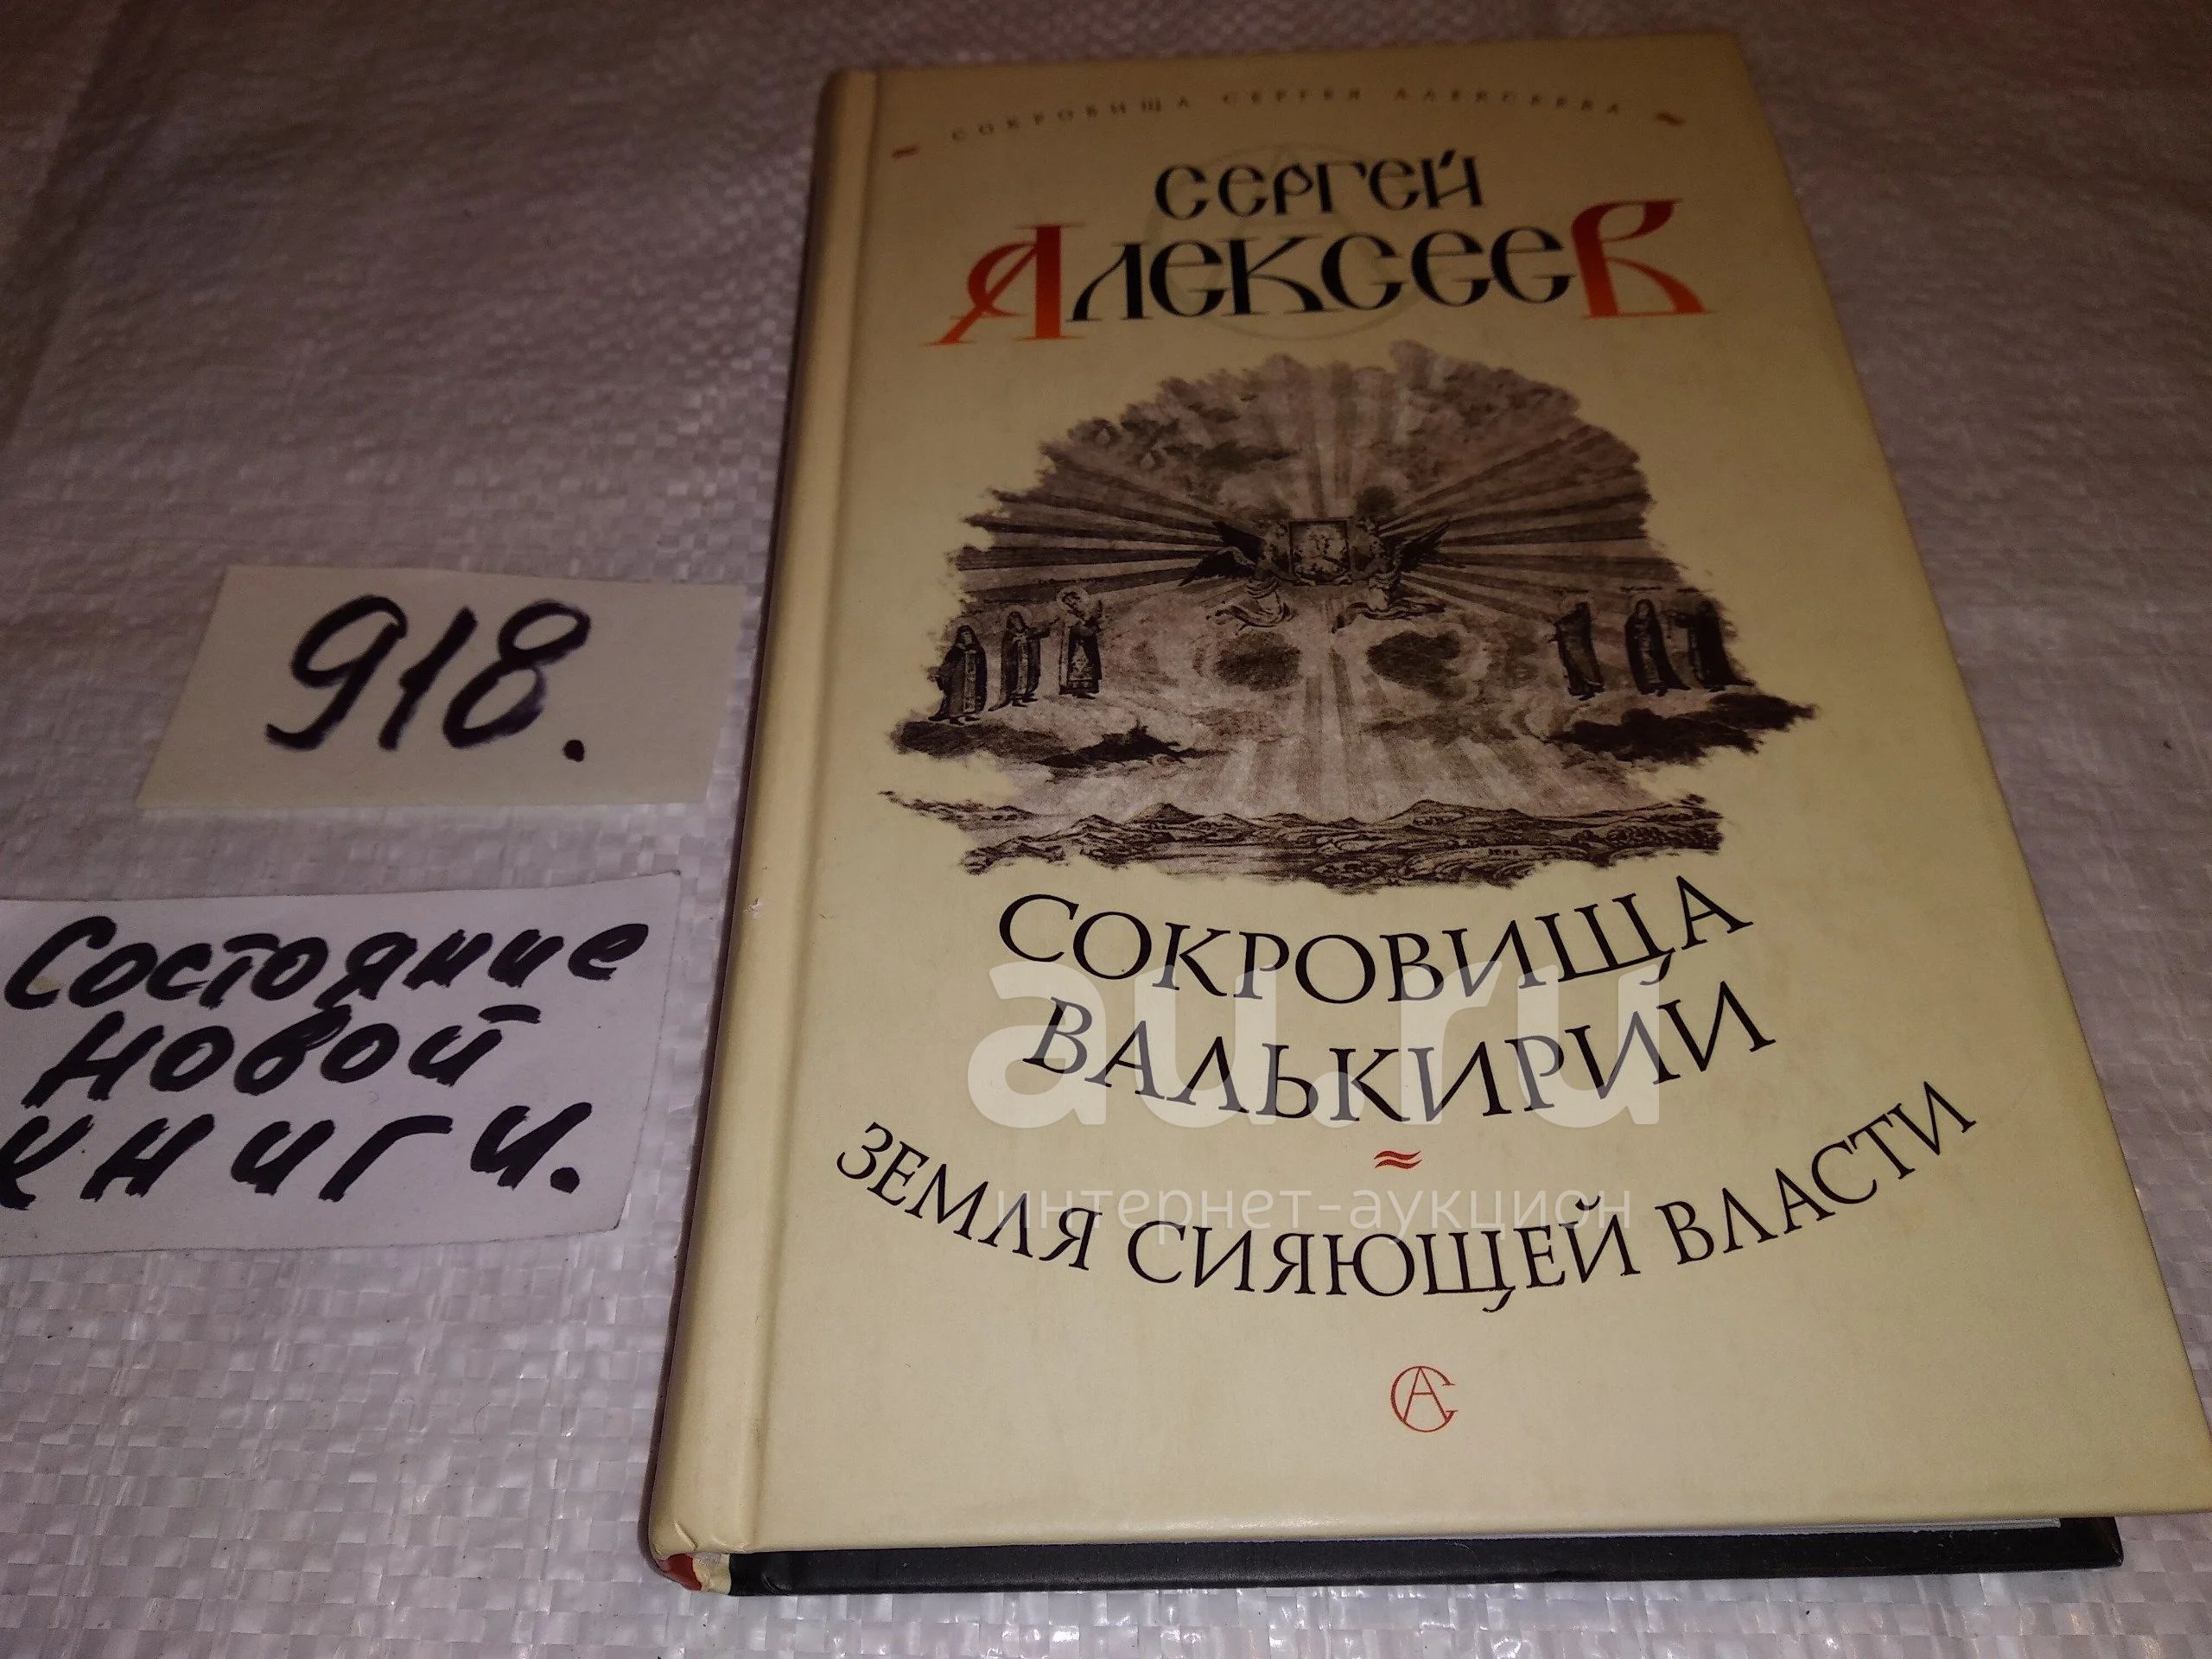 СОКРОВИЩА СЕРГЕЯ АЛЕКСЕЕВА
СЕРГЕЙ
АЛЕКСЕЕВ
СОКРОВИЩА
ВАЛЬКИРИИ
ЗЕМЛЯ СИЯЮЩЕЙ ВЛАСТИ
918.
Состояние
новой
книги.
au.ru
интернет-аукцион